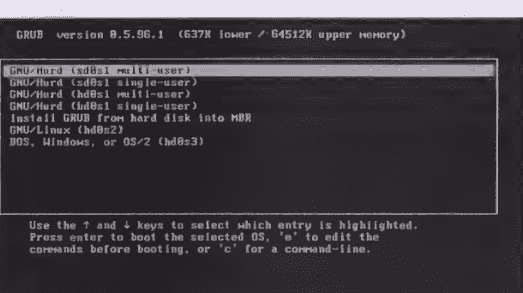 GRUB version 0.5.96.1 (637K lower / 64512K upper memory)
GNU/Hurd (sd0s1 multi-user)
GNU/Hurd (sd0s1 single-user)
GNU/Hurd (hd0s1 multi-user)
GNU/Hurd (hd0s1 single-user)
Install GRUB from hard disk into MBR
GNU/Linux (hd0s2)
DOS, Windows, or OS/2 (hd0s3)
Use the ↑ and ↓ keys to select which entry is highlighted.
Press enter to boot the selected OS, 'e' to edit the
commands before booting, or 'c' for a command-line.